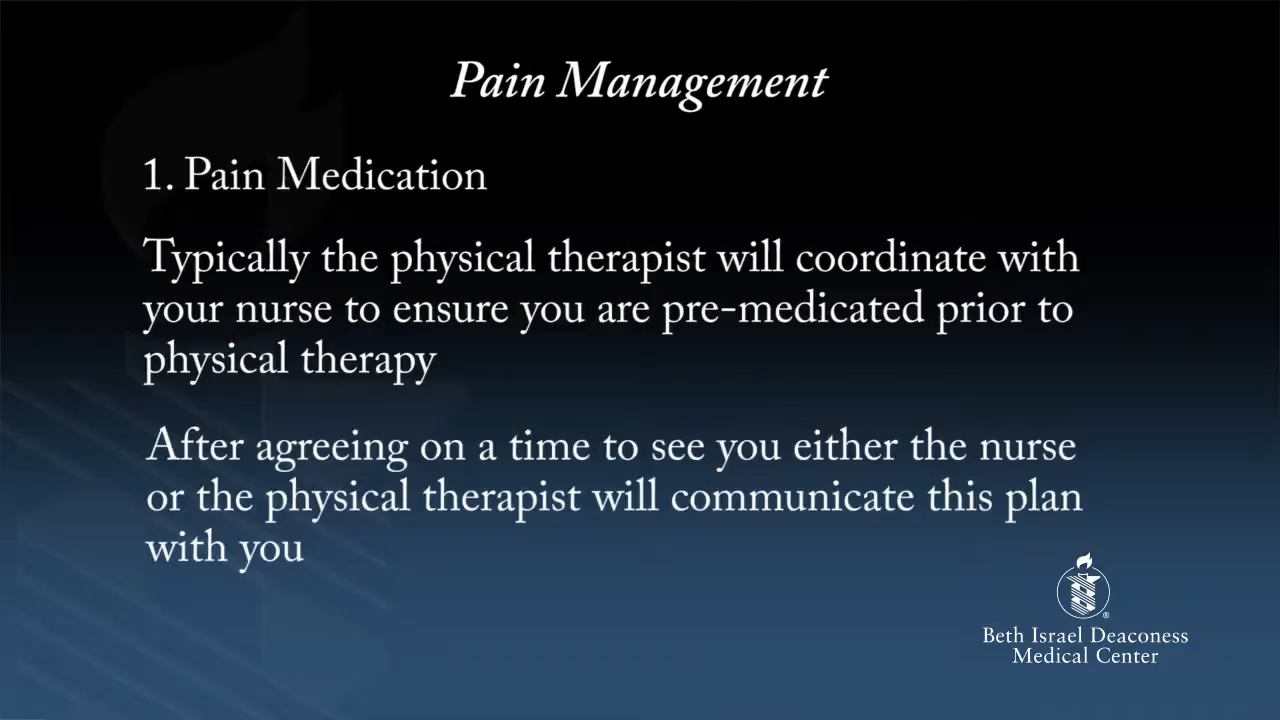 Pain Management
1. Pain Medication
Typically the physical therapist will coordinate with
your nurse to ensure you are pre-medicated prior to
physical therapy
After agreeing on a time to see you either the nurse
or the physical therapist will communicate this plan
with you
®
Beth Israel Deaconess
Medical Center